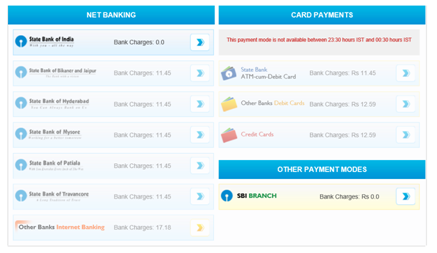 NET BANKING
State Bank of India
With you - all the way
Bank Charges: 0.0
State Bank of Bikaner and Jaipur
Bank Charges: 11.45
State Bank of Hyderabad
Bank Charges: 11.45
State Bank of Mysore
Bank Charges: 11.45
State Bank of Patiala
Bank Charges: 11.45
State Bank of Travancore
Bank Charges: 11.45
Other Banks Internet Banking
Bank Charges: 17.18
CARD PAYMENTS
This payment mode is not available between 23:30 hours IST and 00:30 hours IST
State Bank
ATM-cum-Debit Card
Bank Charges: Rs 11.45
Other Banks Debit Cards
Bank Charges: Rs 12.59
Credit Cards
Bank Charges: Rs 12.59
OTHER PAYMENT MODES
SBI BRANCH
Bank Charges: Rs 0.0